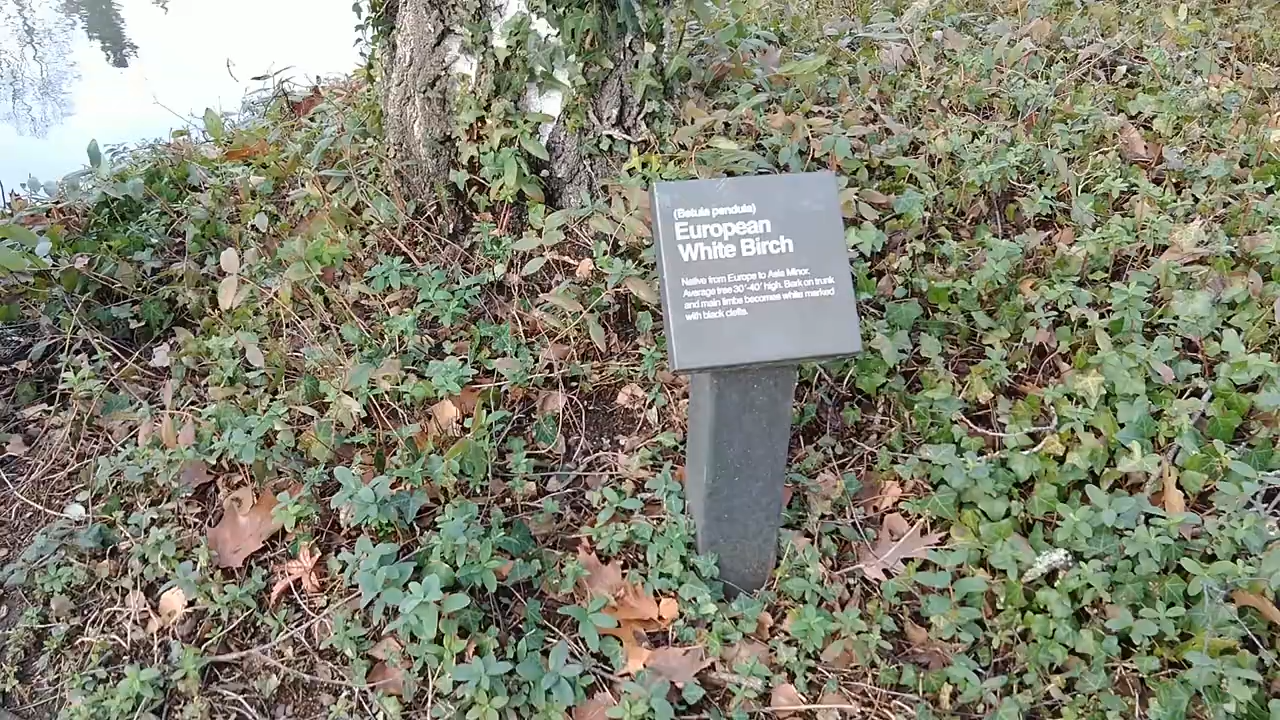 (Betula pendula)
European
White Birch
Native from Europe to Asia Minor.
Average tree 30'-40' high. Bark on trunk
and main limbs becomes white marked
with black clefts.